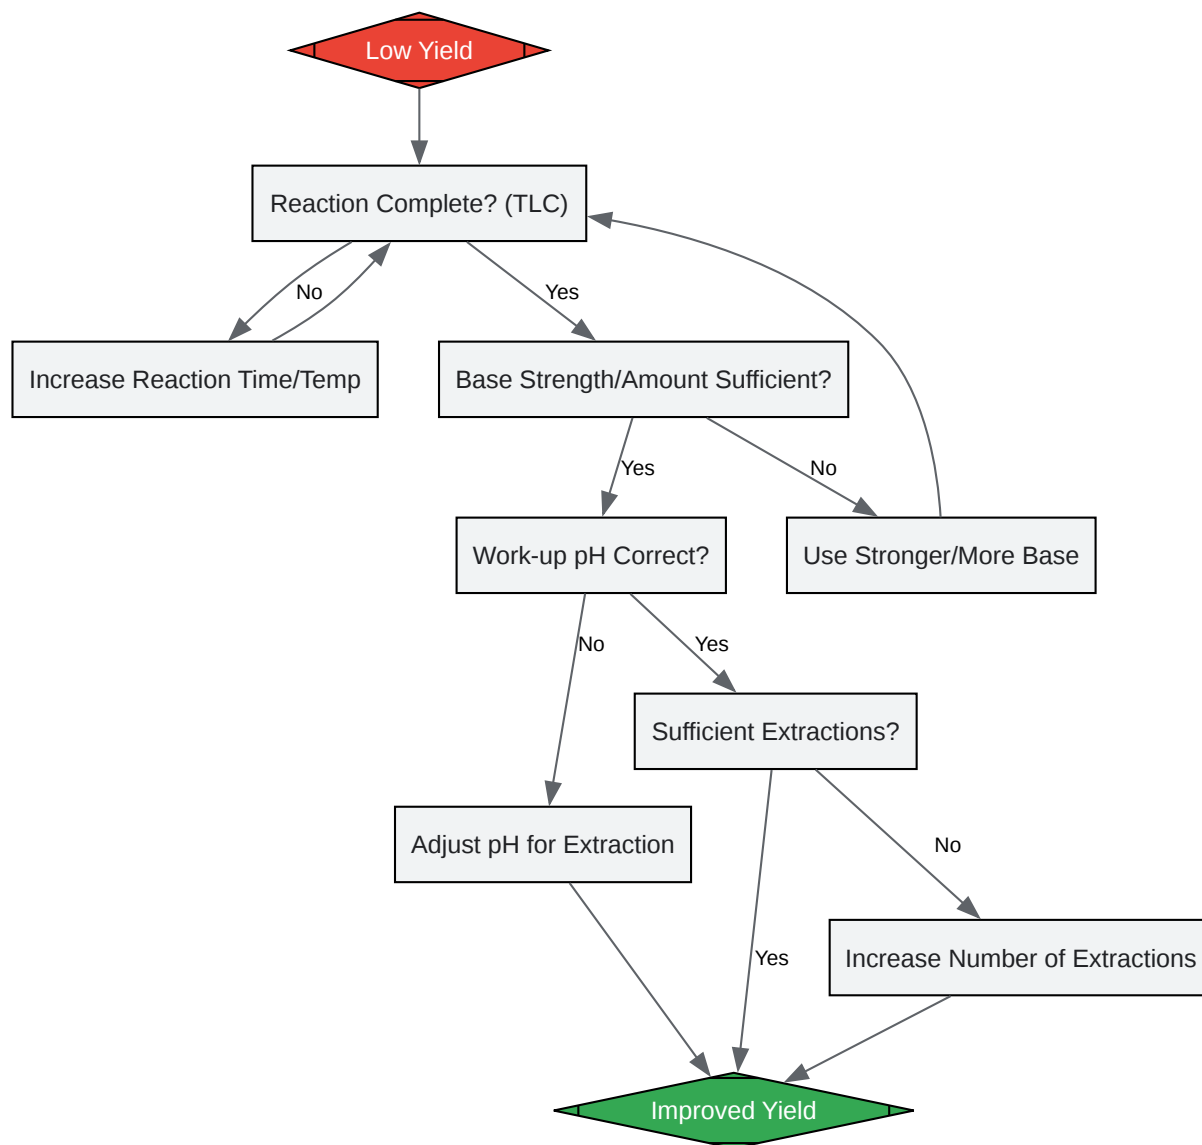 Low Yield
Reaction Complete? (TLC)
No
Yes
Increase Reaction Time/Temp
Base Strength/Amount Sufficient?
Yes
No
Work-up pH Correct?
Use Stronger/More Base
No
Yes
Sufficient Extractions?
Adjust pH for Extraction
No
Increase Number of Extractions
Yes
Improved Yield